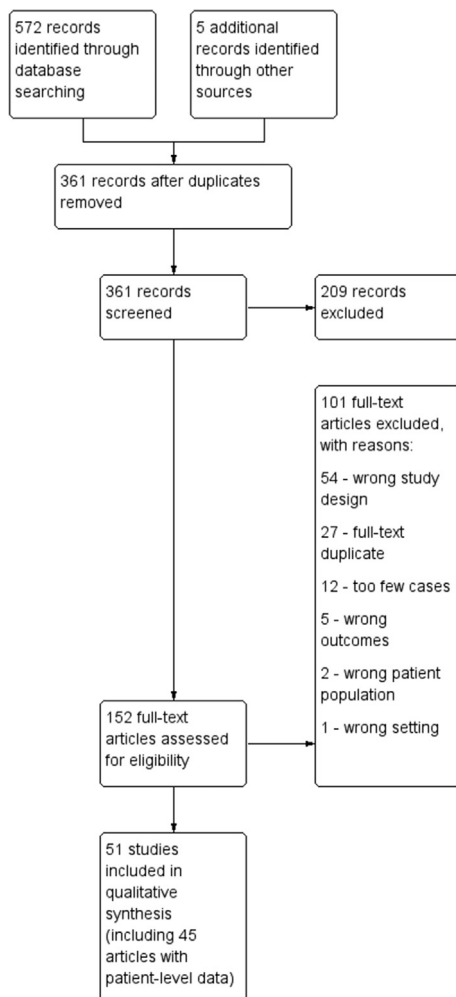 572 records
identified through
database
searching
5 additional
records identified
through other
sources
361 records after duplicates
removed
361 records
screened
209 records
excluded
101 full-text
articles excluded,
with reasons:
54 - wrong study
design
27 - full-text
duplicate
12 - too few cases
5 - wrong
outcomes
2 - wrong patient
population
1 - wrong setting
152 full-text
articles assessed
for eligibility
51 studies
included in
qualitative
synthesis
(including 45
articles with
patient-level data)